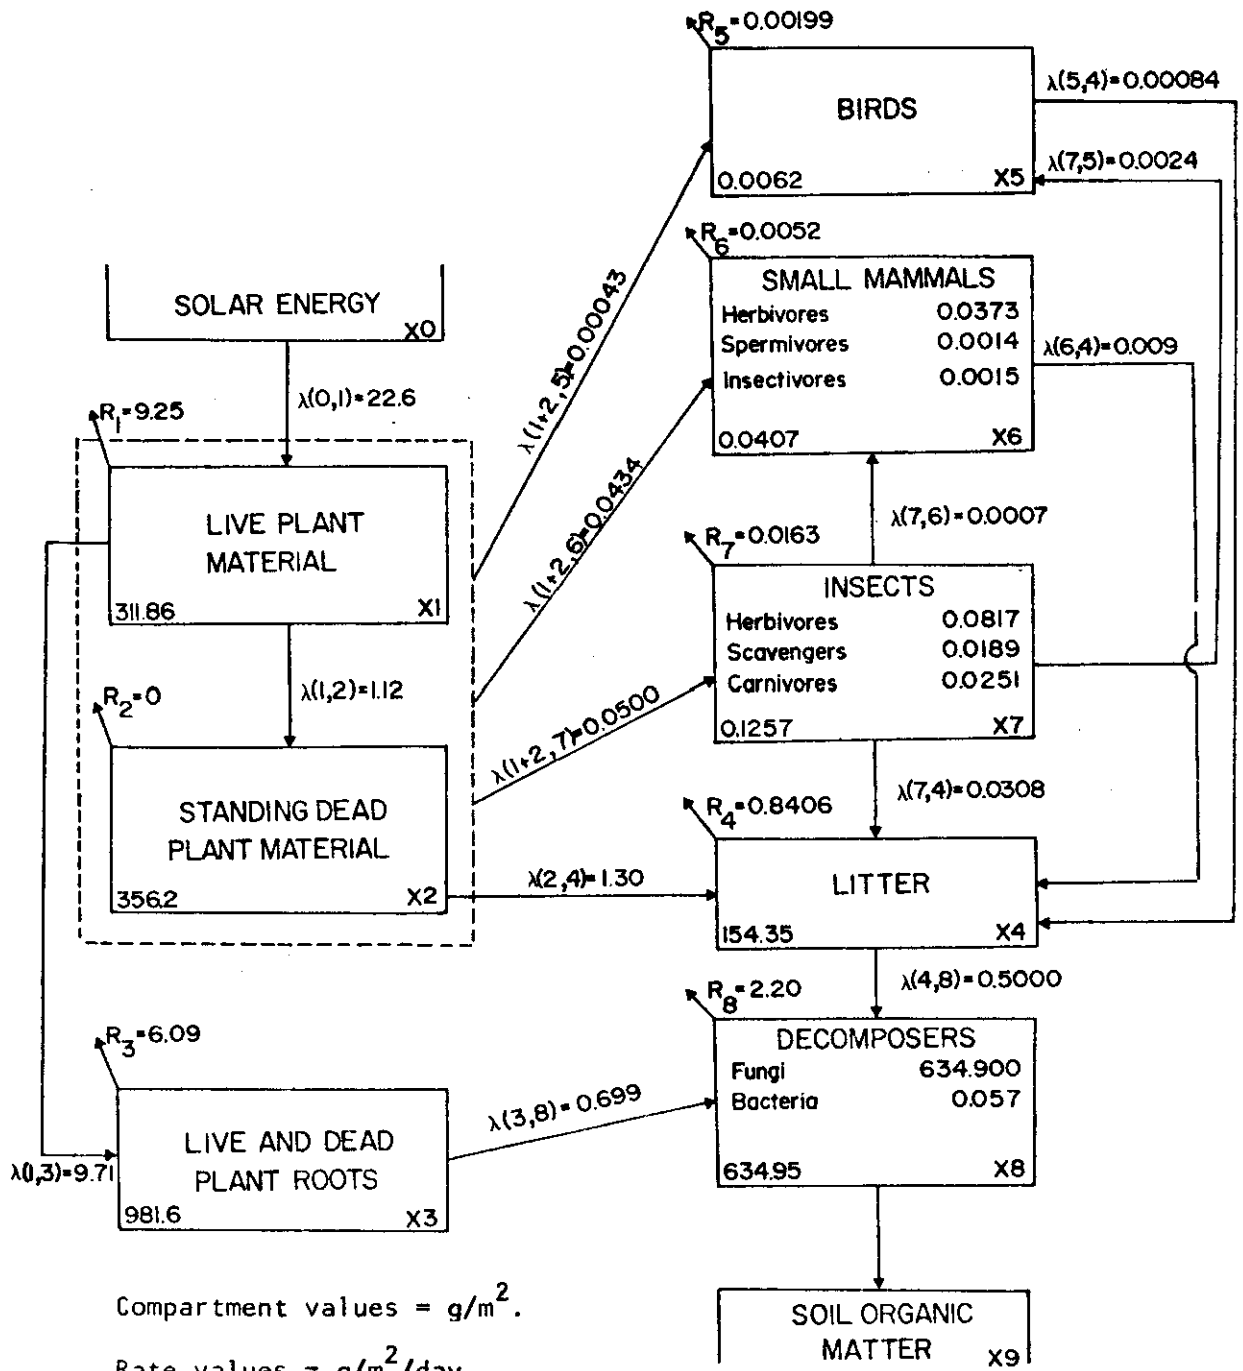 R5=0.00199
BIRDS
0.0062 X5
λ(5,4)=0.00084
λ(7,5)=0.0024
R6=0.0052
SMALL MAMMALS
Herbivores 0.0373
Spermivores 0.0014
Insectivores 0.0015
0.0407 X6
λ(6,4)=0.009
SOLAR ENERGY
X0
λ(0,1)=22.6
λ(1+2,5)=0.00043
λ(1+2,6)=0.0434
λ(1+2,7)=0.0500
R1=9.25
LIVE PLANT
MATERIAL
311.86 X1
λ(7,6)=0.0007
R7=0.0163
INSECTS
Herbivores 0.0817
Scavengers 0.0189
Carnivores 0.0251
0.1257 X7
λ(1,2)=1.12
R2=0
STANDING DEAD
PLANT MATERIAL
356.2 X2
λ(7,4)=0.0308
R4=0.8406
λ(2,4)=1.30
LITTER
154.35 X4
λ(4,8)=0.5000
R8=2.20
DECOMPOSERS
Fungi 634.900
Bacteria 0.057
634.95 X8
R3=6.09
λ(3,8)=0.699
LIVE AND DEAD
PLANT ROOTS
981.6 X3
λ(1,3)=9.71
SOIL ORGANIC
MATTER X9
Compartment values = g/m².
Rate values = g/m²/day